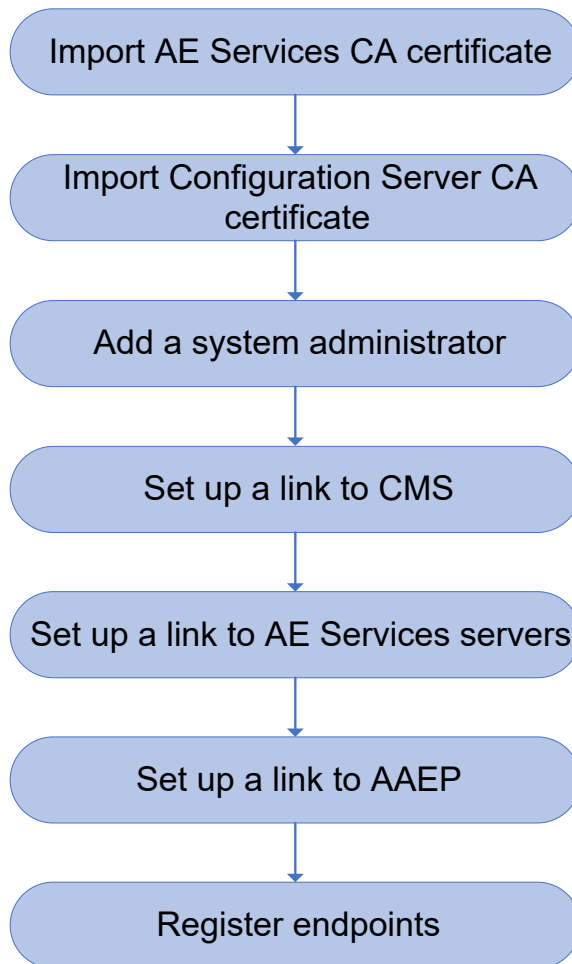 Import AE Services CA certificate
Import Configuration Server CA
certificate
Add a system administrator
Set up a link to CMS
Set up a link to AE Services servers
Set up a link to AAEP
Register endpoints